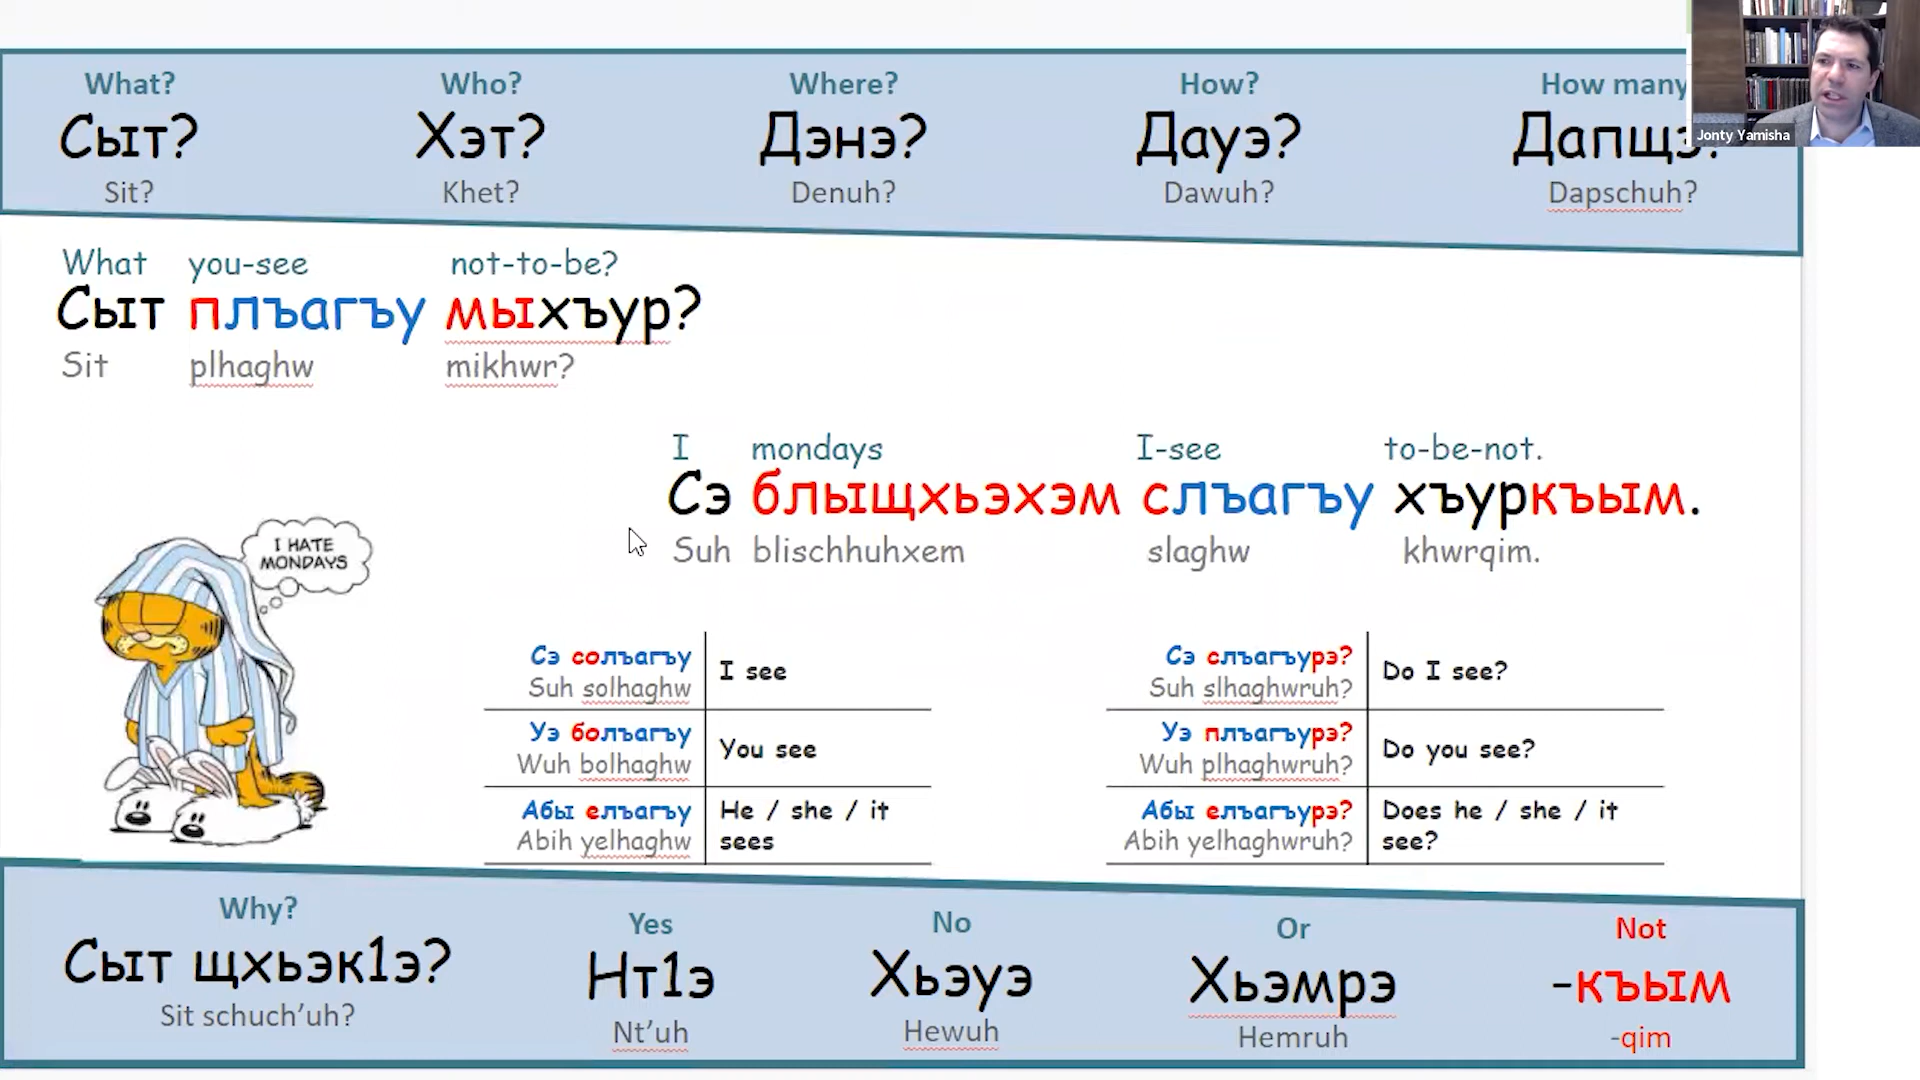 What? Who? Where? How? How many
Сыт? Хэт? Дэнэ? Дауэ? Дапщэ?
Sit? Khet? Denuh? Dawuh? Dapschuh?
Jonty Yamisha
What you-see not-to-be?
Сыт плъагъу мыхъур?
Sit plhaghw mikhwr?
I mondays I-see to-be-not.
Сэ блыщхьэхэм слъагъу хъуркъым.
Suh blischhuhxem slaghw khwrqim.
I HATE
MONDAYS
Сэ солъагъу
Suh solhaghw
I see
Уэ болъагъу
Wuh bolhaghw
You see
Абы елъагъу
Abih yelhaghw
He / she / it
sees
Сэ слъагъурэ?
Suh slhaghwruh?
Do I see?
Уэ плъагъурэ?
Wuh plhaghwruh?
Do you see?
Абы елъагъурэ?
Abih yelhaghwruh?
Does he / she / it
see?
Why? Yes No Or Not
Сыт щхьэк1э? Нт1э Хьэуэ Хьэмрэ -къым
Sit schuch’uh? Nt’uh Hewuh Hemruh -qim